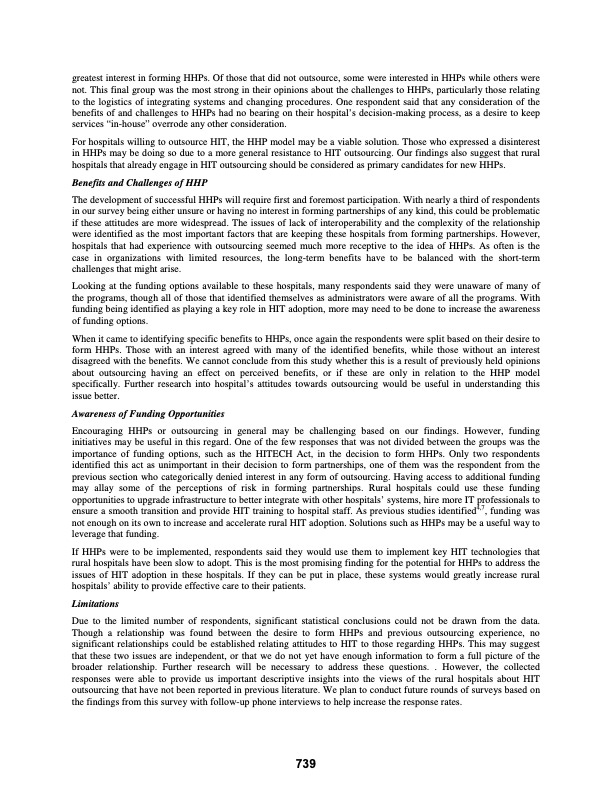 greatest interest in forming HHPs. Of those that did not outsource, some were interested in HHPs while others were
not. This final group was the most strong in their opinions about the challenges to HHPs, particularly those relating
to the logistics of integrating systems and changing procedures. One respondent said that any consideration of the
benefits of and challenges to HHPs had no bearing on their hospital's decision-making process, as a desire to keep
services "in-house" overrode any other consideration.
For hospitals willing to outsource HIT, the HHP model may be a viable solution. Those who expressed a disinterest
in HHPs may be doing so due to a more general resistance to HIT outsourcing. Our findings also suggest that rural
hospitals that already engage in HIT outsourcing should be considered as primary candidates for new HHPs.
Benefits and Challenges of HHP
The development of successful HHPs will require first and foremost participation. With nearly a third of respondents
in our survey being either unsure or having no interest in forming partnerships of any kind, this could be problematic
if these attitudes are more widespread. The issues of lack of interoperability and the complexity of the relationship
were identified as the most important factors that are keeping these hospitals from forming partnerships. However,
hospitals that had experience with outsourcing seemed much more receptive to the idea of HHPs. As often is the
case in organizations with limited resources, the long-term benefits have to be balanced with the short-term
challenges that might arise.
Looking at the funding options available to these hospitals, many respondents said they were unaware of many of
the programs, though all of those that identified themselves as administrators were aware of all the programs. With
funding being identified as playing a key role in HIT adoption, more may need to be done to increase the awareness
of funding options.
When it came to identifying specific benefits to HHPs, once again the respondents were split based on their desire to
form HHPs. Those with an interest agreed with many of the identified benefits, while those without an interest
disagreed with the benefits. We cannot conclude from this study whether this is a result of previously held opinions
about outsourcing having an effect on perceived benefits, or if these are only in relation to the HHP model
specifically. Further research into hospital's attitudes towards outsourcing would be useful in understanding this
issue better.
Awareness of Funding Opportunities
Encouraging HHPs or outsourcing in general may be challenging based on our findings. However, funding
initiatives may be useful in this regard. One of the few responses that was not divided between the groups was the
importance of funding options, such as the HITECH Act, in the decision to form HHPs. Only two respondents
identified this act as unimportant in their decision to form partnerships, one of them was the respondent from the
previous section who categorically denied interest in any form of outsourcing. Having access to additional funding
may allay some of the perceptions of risk in forming partnerships. Rural hospitals could use these funding
opportunities to upgrade infrastructure to better integrate with other hospitals' systems, hire more IT professionals to
ensure a smooth transition and provide HIT training to hospital staff. As previous studies identified4,7, funding was
not enough on its own to increase and accelerate rural HIT adoption. Solutions such as HHPs may be a useful way to
leverage that funding.
If HHPs were to be implemented, respondents said they would use them to implement key HIT technologies that
rural hospitals have been slow to adopt. This is the most promising finding for the potential for HHPs to address the
issues of HIT adoption in these hospitals. If they can be put in place, these systems would greatly increase rural
hospitals' ability to provide effective care to their patients.
Limitations
Due to the limited number of respondents, significant statistical conclusions could not be drawn from the data.
Though a relationship was found between the desire to form HHPs and previous outsourcing experience, no
significant relationships could be established relating attitudes to HIT to those regarding HHPs. This may suggest
that these two issues are independent, or that we do not yet have enough information to form a full picture of the
broader relationship. Further research will be necessary to address these questions. . However, the collected
responses were able to provide us important descriptive insights into the views of the rural hospitals about HIT
outsourcing that have not been reported in previous literature. We plan to conduct future rounds of surveys based on
the findings from this survey with follow-up phone interviews to help increase the response rates.
739